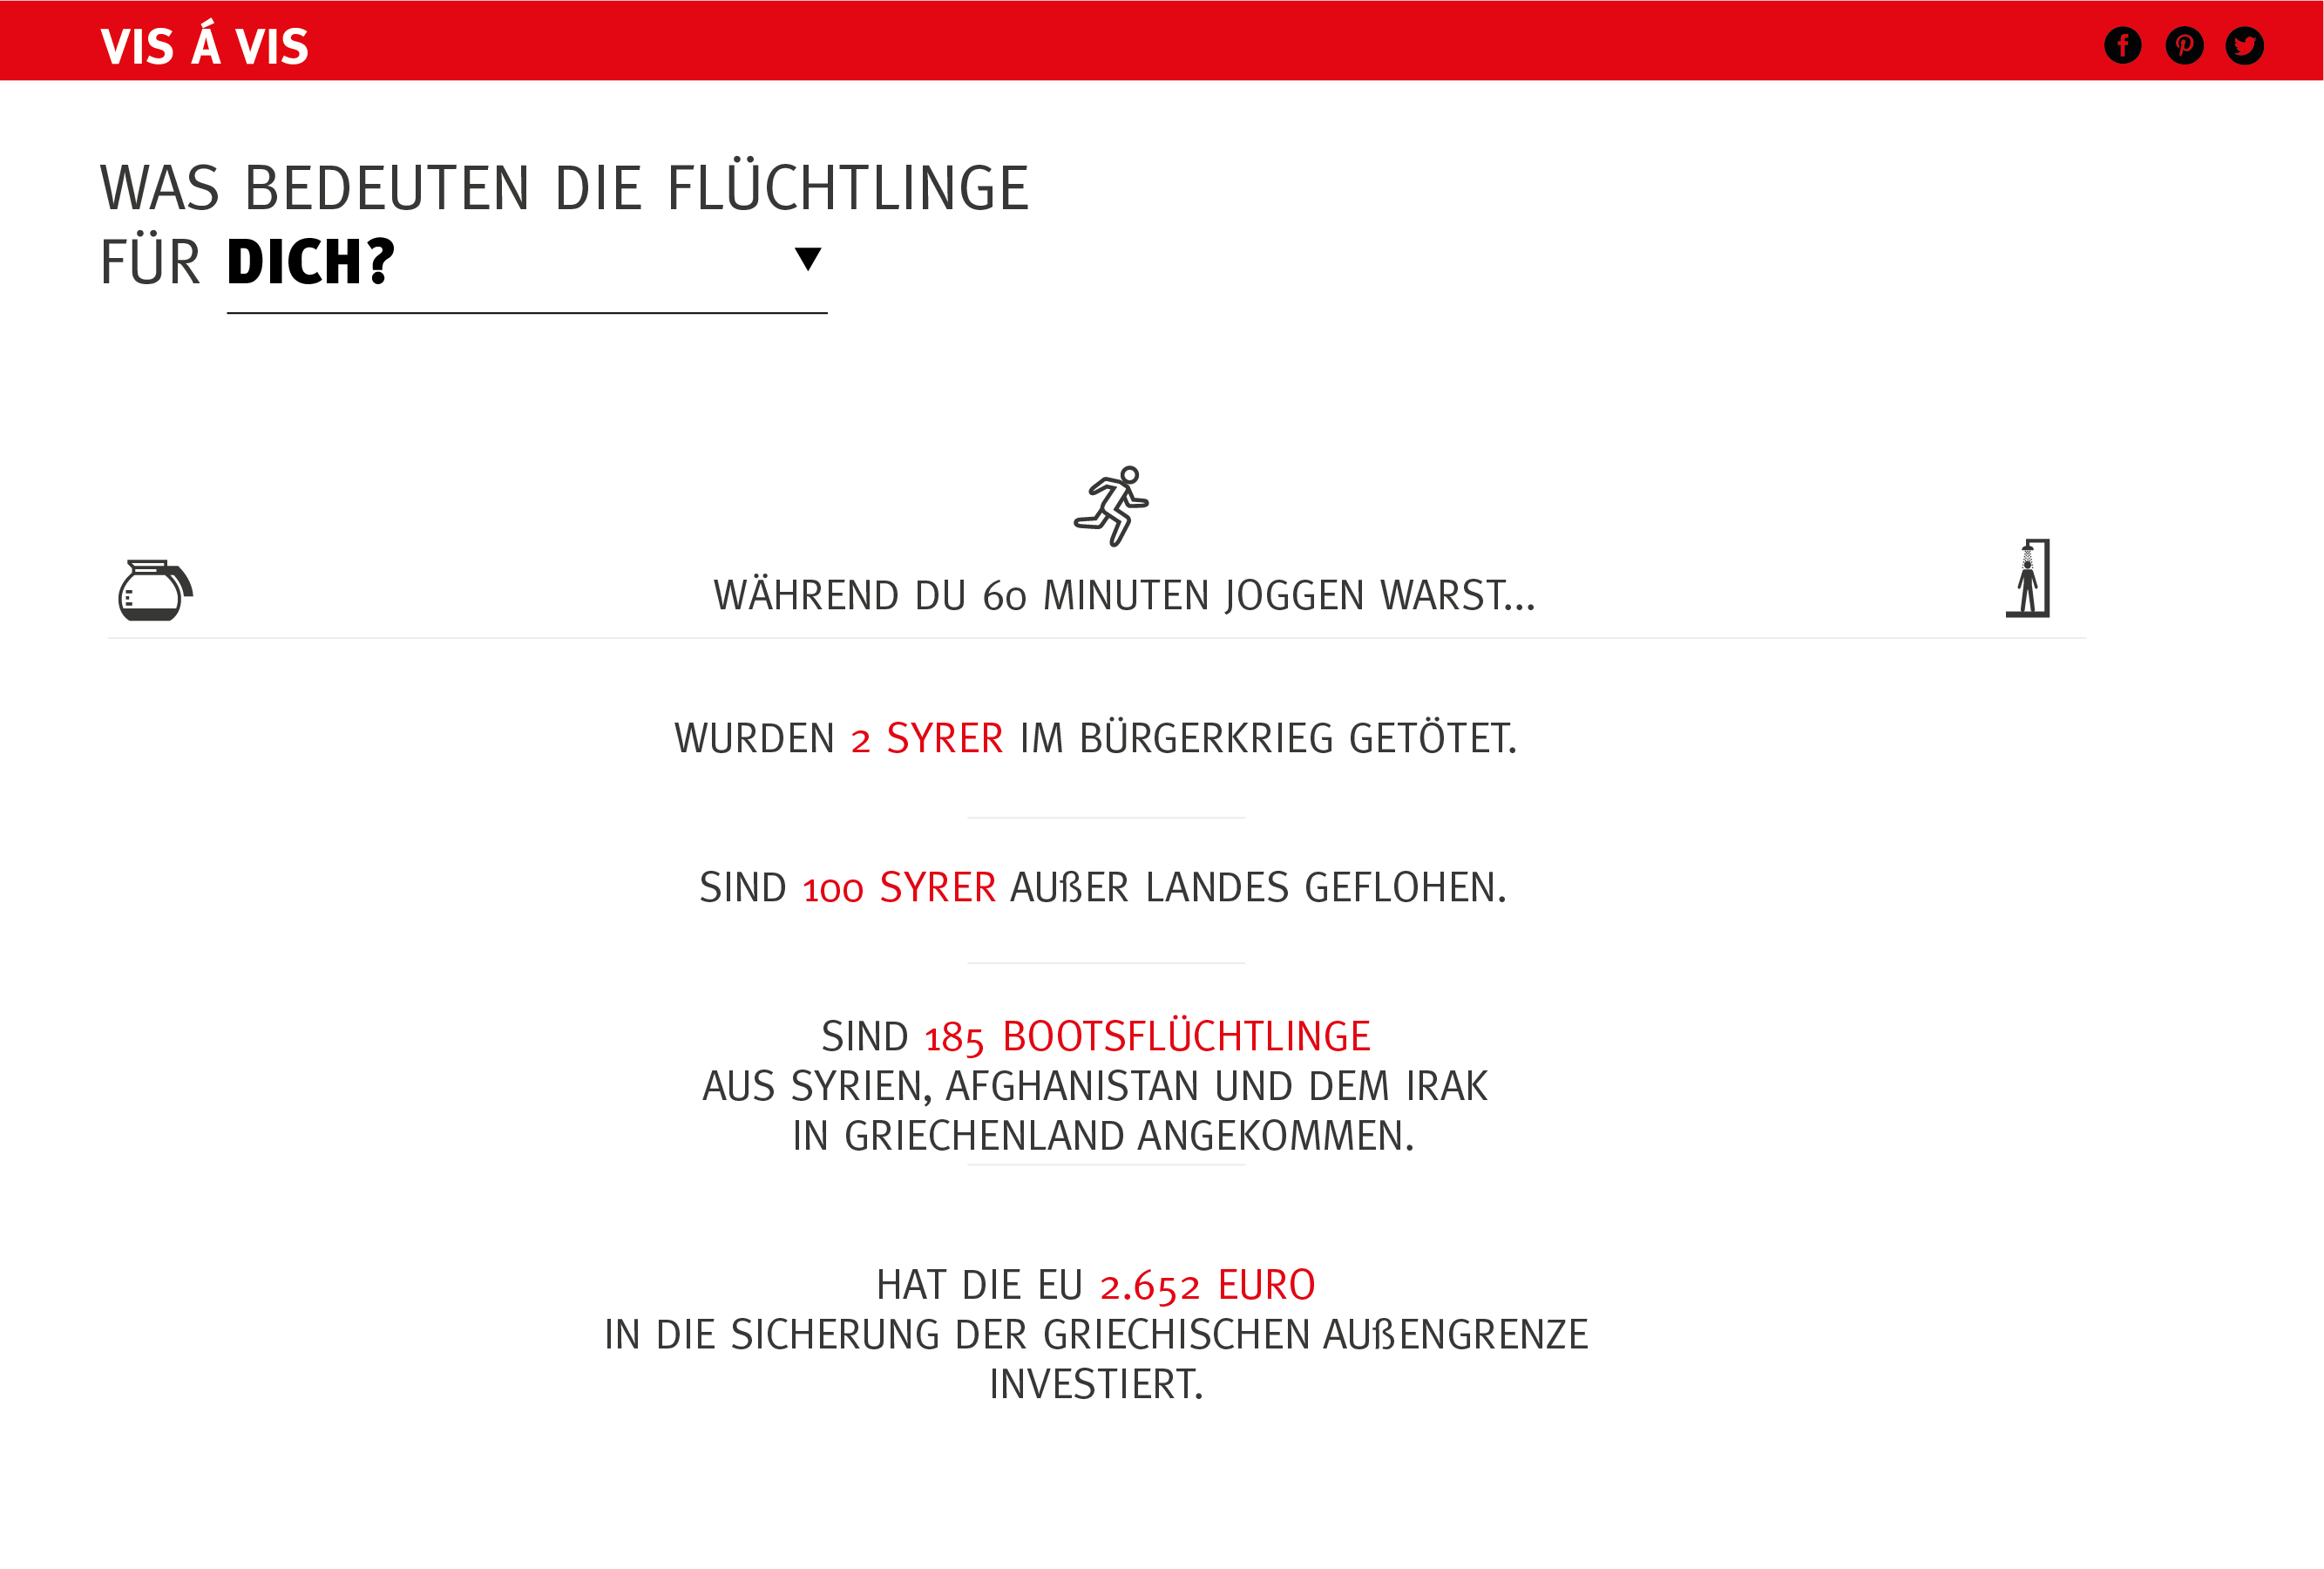 VIS Á VIS
WAS BEDEUTEN DIE FLÜCHTLINGE
FÜR DICH?
WÄHREND DU 60 MINUTEN JOGGEN WARST...
WURDEN 2 SYRER IM BÜRGERKRIEG GETÖTET.
SIND 100 SYRER AUßER LANDES GEFLOHEN.
SIND 185 BOOTSFLÜCHTLINGE
AUS SYRIEN, AFGHANISTAN UND DEM IRAK
IN GRIECHENLAND ANGEKOMMEN.
HAT DIE EU 2.652 EURO
IN DIE SICHERUNG DER GRIECHISCHEN AUßENGRENZE
INVESTIERT.